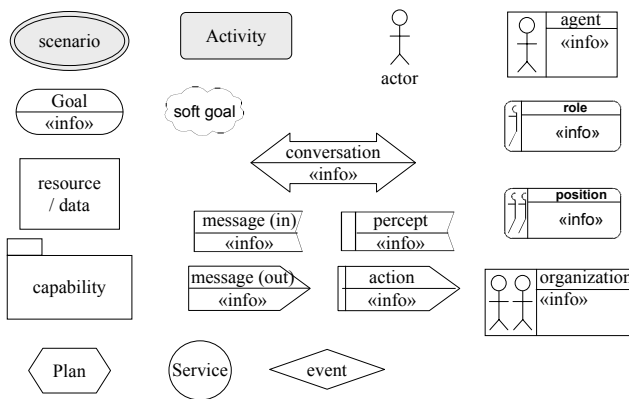 scenario
Activity
actor
agent
«info»
Goal
«info»
soft goal
role
«info»
conversation
«info»
resource
/ data
position
«info»
message (in)
«info»
percept
«info»
capability
message (out)
«info»
action
«info»
organization
«info»
Plan
Service
event